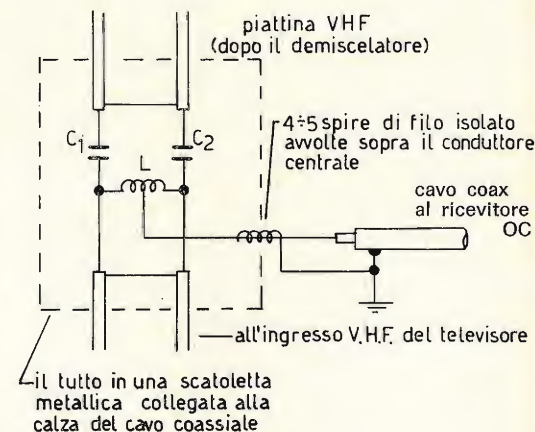 piattina VHF
(dopo il demiscelatore)
4÷5 spire di filo isolato
avvolte sopra il conduttore
centrale
C1
C2
L
cavo coax
al ricevitore
OC
all'ingresso V.H.F. del televisore
il tutto in una scatoletta
metallica collegata alla
calza del cavo coassiale